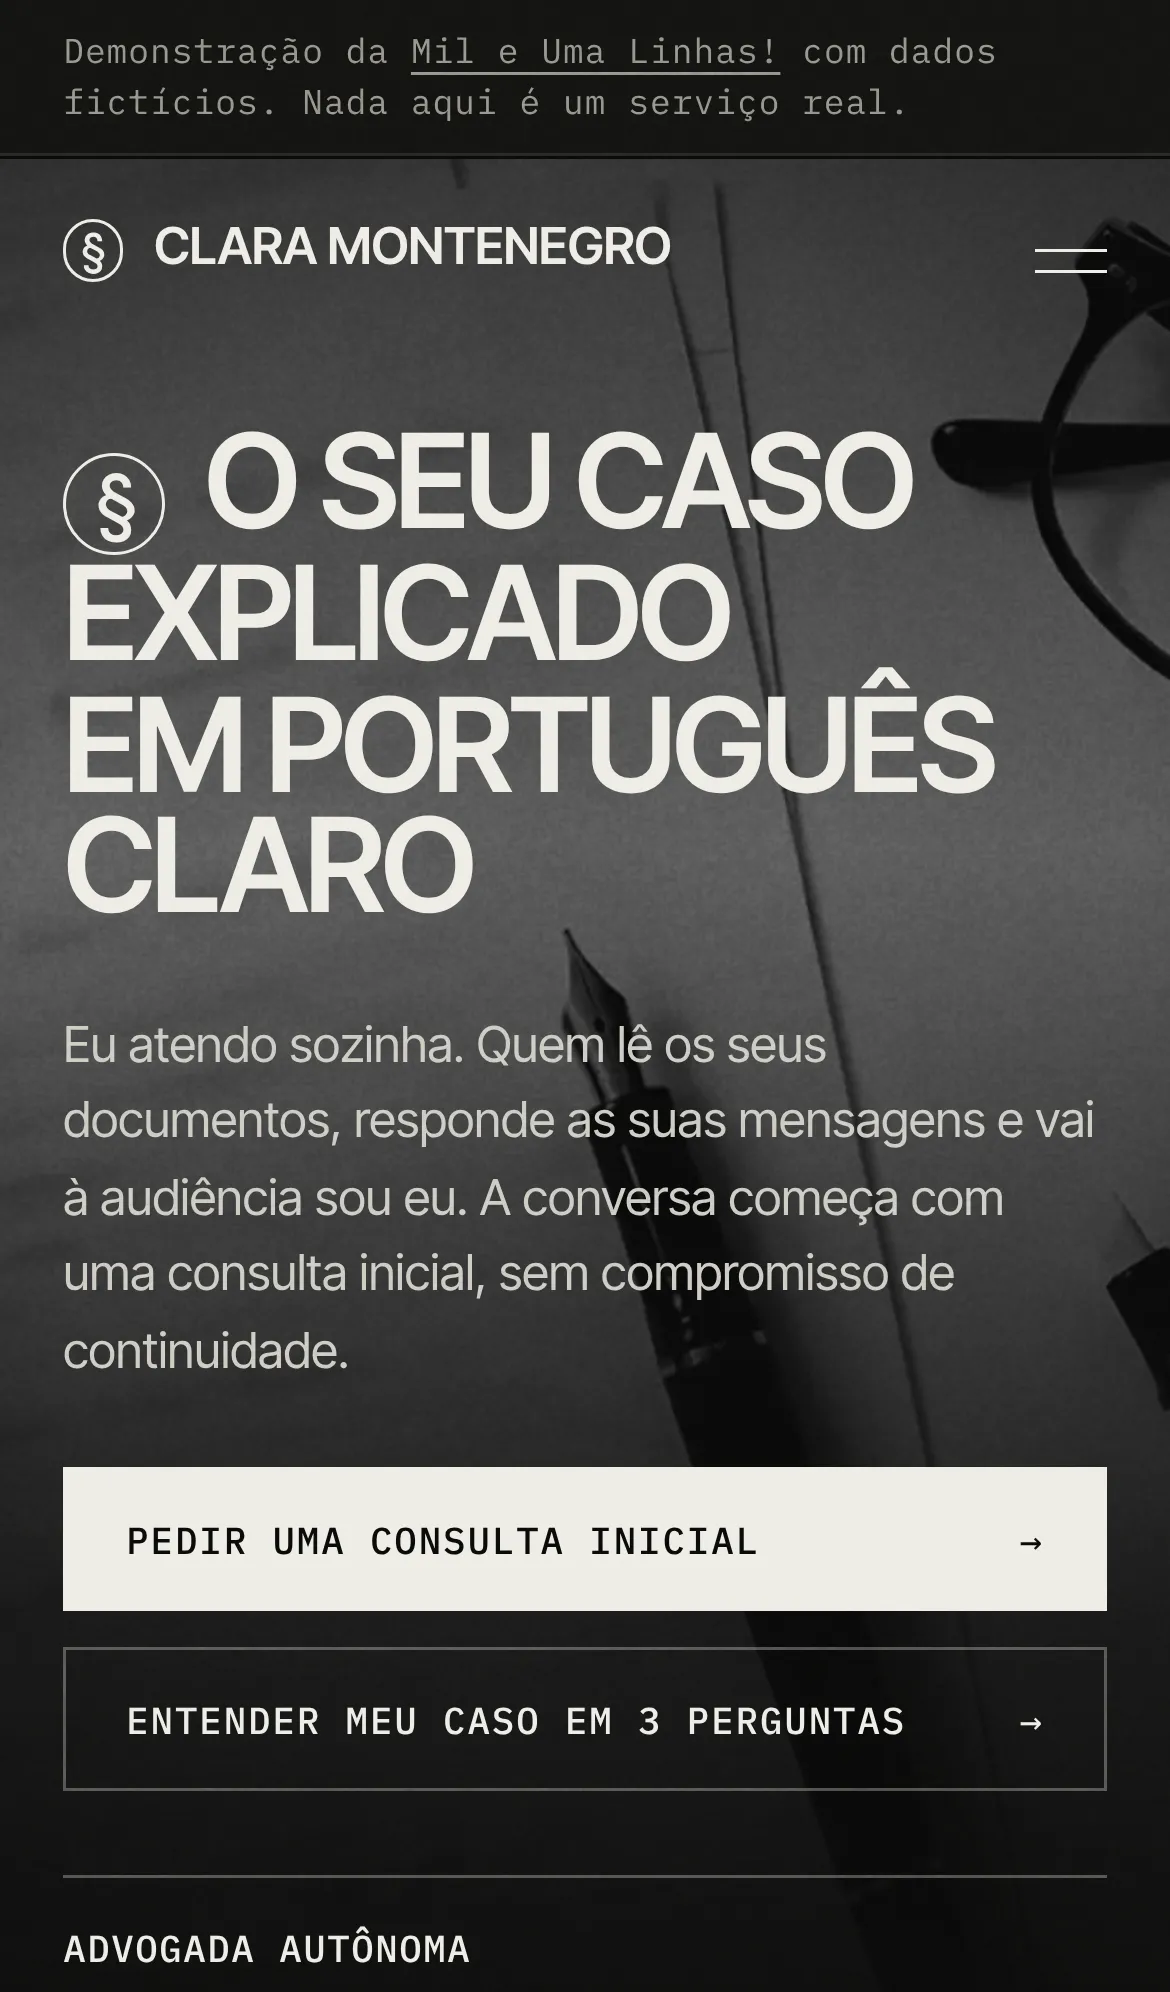 Demonstração da Mil e Uma Linhas! com dados
fictícios. Nada aqui é um serviço real.
§ CLARA MONTENEGRO
§ O SEU CASO
EXPLICADO
EM PORTUGUÊS
CLARO
Eu atendo sozinha. Quem lê os seus
documentos, responde as suas mensagens e vai
à audiência sou eu. A conversa começa com
uma consulta inicial, sem compromisso de
continuidade.
PEDIR UMA CONSULTA INICIAL →
ENTENDER MEU CASO EM 3 PERGUNTAS →
ADVOGADA AUTÔNOMA